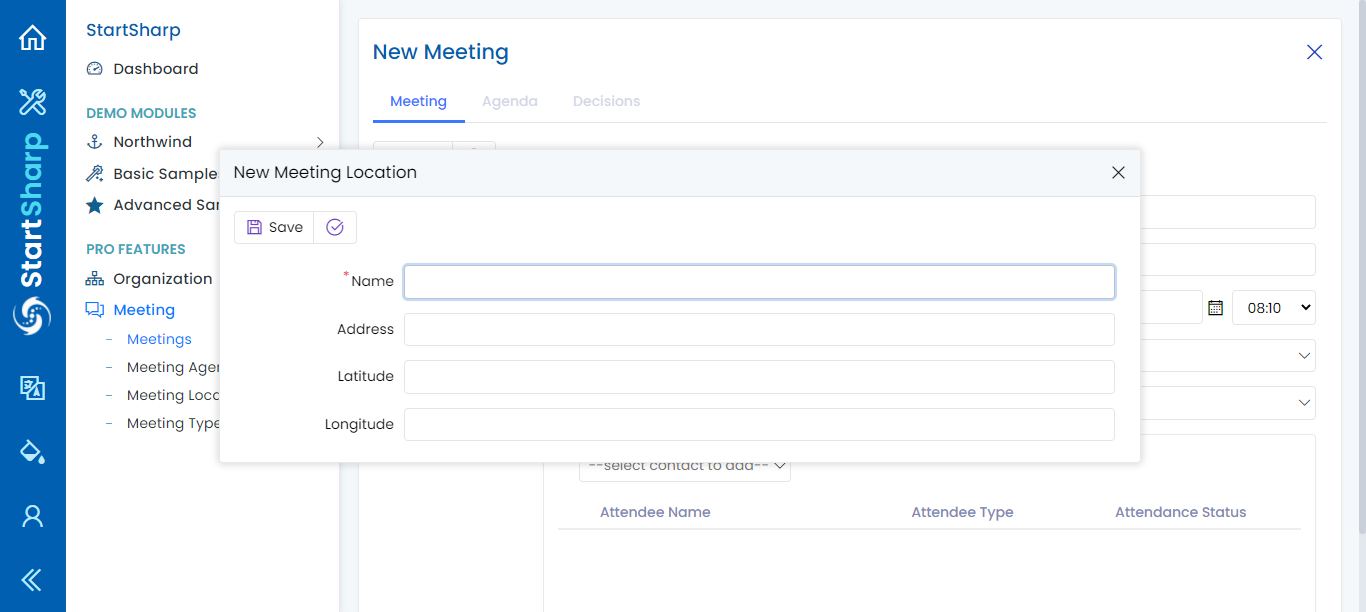 StartSharp
StartSharp
Dashboard
DEMO MODULES
Northwind
Basic Sample
Advanced Sar
PRO FEATURES
Organization
Meeting
– Meetings
– Meeting Ager
– Meeting Loca
– Meeting Type
New Meeting
Meeting Agenda Decisions
New Meeting Location
Save
*Name
Address
Latitude
Longitude
08:10
--select contact to add--
Attendee Name Attendee Type Attendance Status